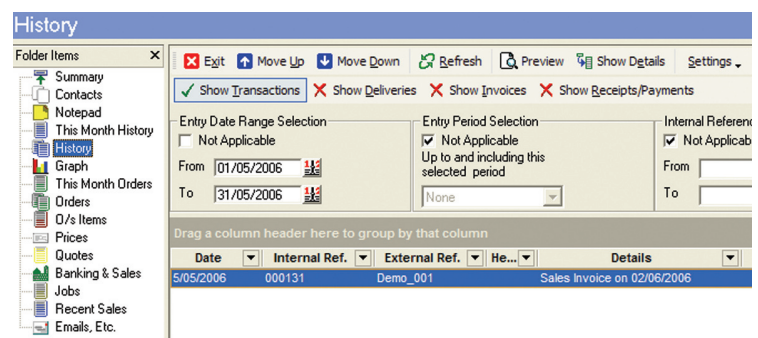 History
Folder Items
Summary
Contacts
Notepad
This Month History
History
Graph
This Month Orders
Orders
O/s Items
Prices
Quotes
Banking & Sales
Jobs
Recent Sales
Emails, Etc.
Exit Move Up Move Down Refresh Preview Show Details Settings
Show Transactions Show Deliveries Show Invoices Show Receipts/Payments
Entry Date Range Selection
Not Applicable
From 01/05/2006
To 31/05/2006
Entry Period Selection
Not Applicable
Up to and including this
selected period
None
Internal Referenc
Not Applicab
From
To
Drag a column header here to group by that column
Date Internal Ref. External Ref. He... Details
5/05/2006 000131 Demo_001 Sales Invoice on 02/06/2006